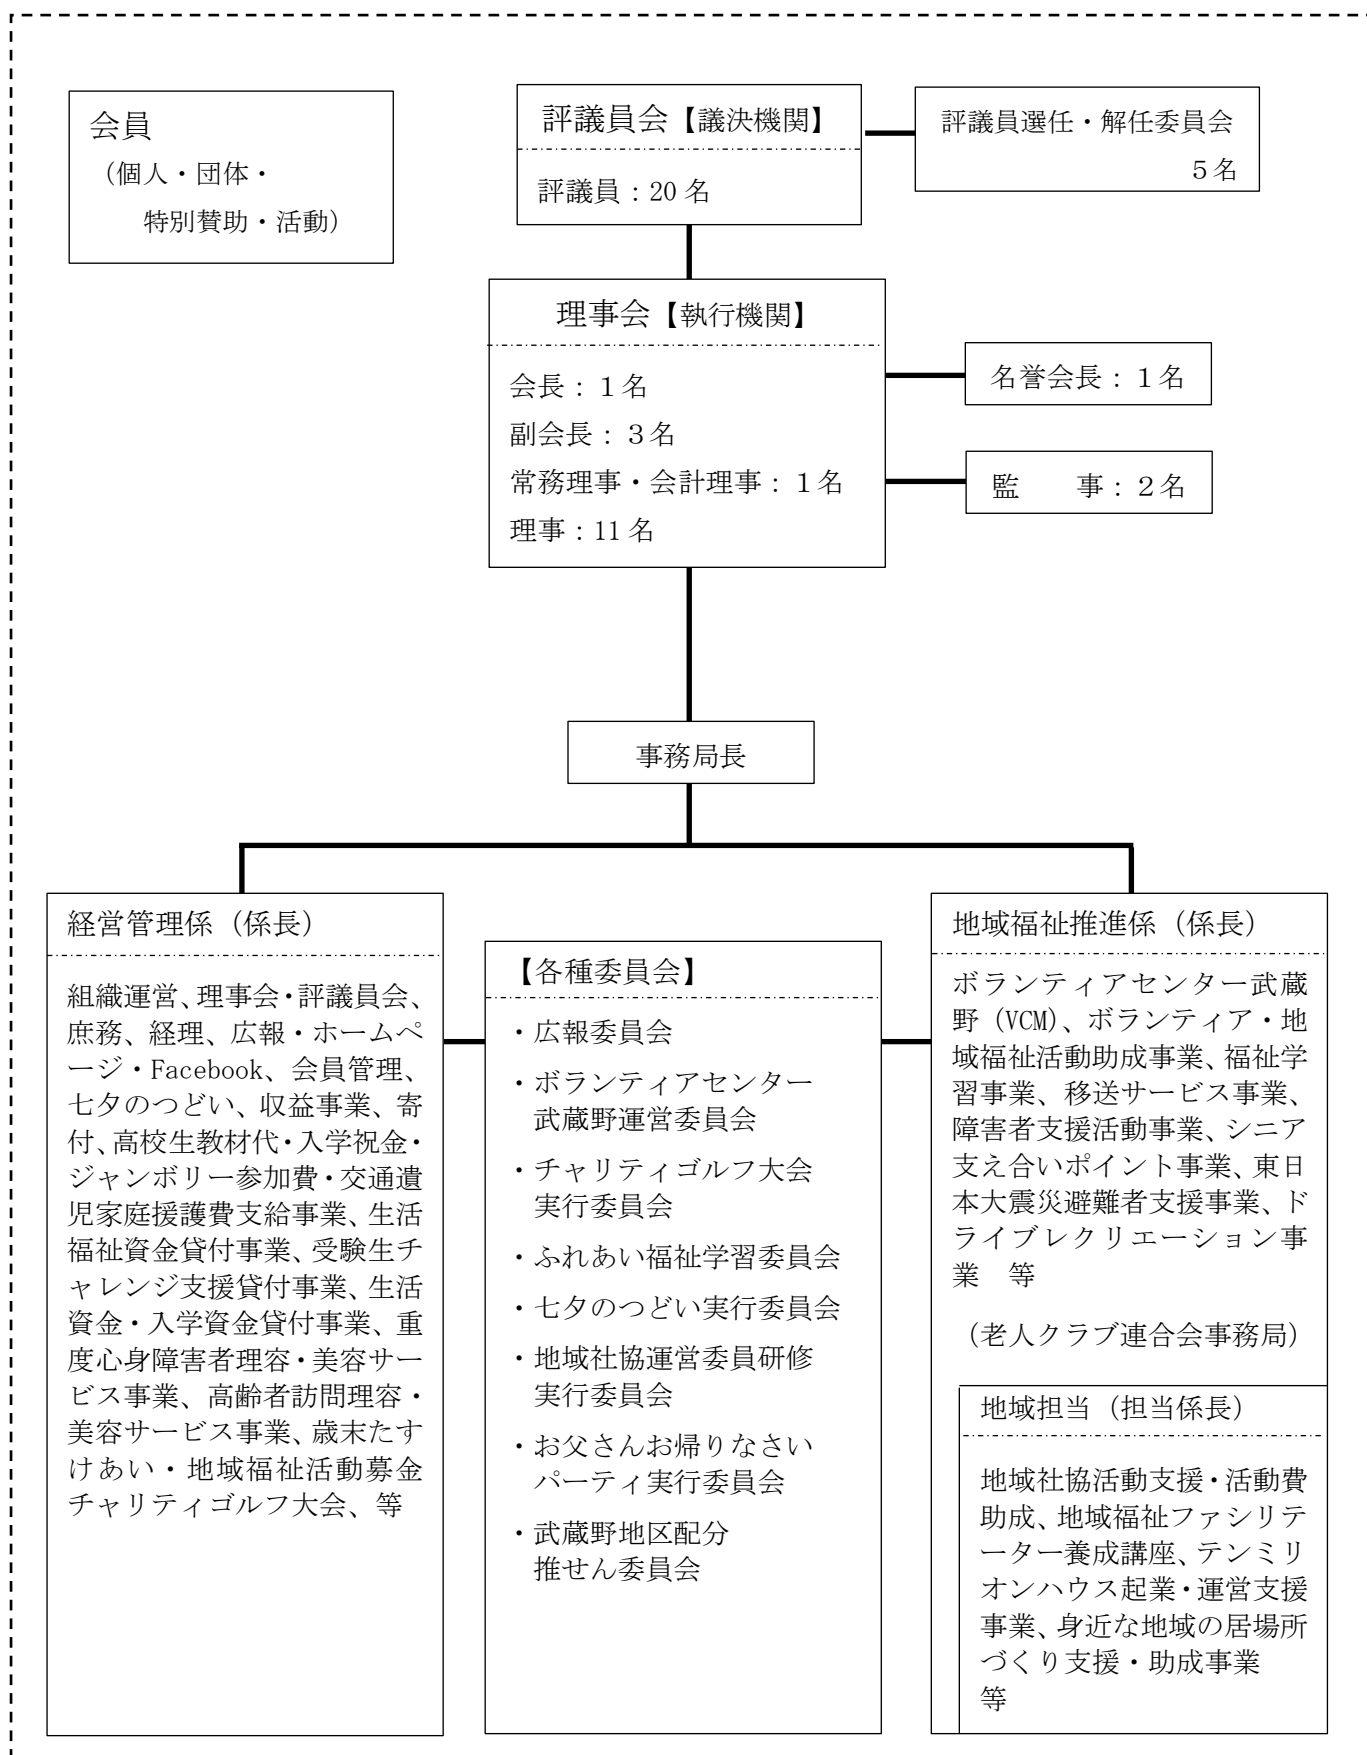 会員
（個人・団体・
特別賛助・活動）
評議員会【議決機関】
評議員：20 名
評議員選任・解任委員会
５名
理事会【執行機関】
会長：１名
副会長：３名
常務理事・会計理事：１名
理事：11 名
名誉会長：１名
監　　事：２名
事務局長
経営管理係（係長）
組織運営、理事会・評議員会、
庶務、経理、広報・ホームペ
ージ・Facebook、会員管理、
七夕のつどい、収益事業、寄
付、高校生教材代・入学祝金・
ジャンボリー参加費・交通遺
児家庭援護費支給事業、生活
福祉資金貸付事業、受験生チ
ャレンジ支援貸付事業、生活
資金・入学資金貸付事業、重
度心身障害者理容・美容サー
ビス事業、高齢者訪問理容・
美容サービス事業、歳末たす
けあい・地域福祉活動募金
チャリティゴルフ大会、等
【各種委員会】
・広報委員会
・ボランティアセンター
武蔵野運営委員会
・チャリティゴルフ大会
実行委員会
・ふれあい福祉学習委員会
・七夕のつどい実行委員会
・地域社協運営委員研修
実行委員会
・お父さんお帰りなさい
パーティ実行委員会
・武蔵野地区配分
推せん委員会
地域福祉推進係（係長）
ボランティアセンター武蔵
野（VCM）、ボランティア・地
域福祉活動助成事業、福祉学
習事業、移送サービス事業、
障害者支援活動事業、シニア
支え合いポイント事業、東日
本大震災避難者支援事業、ド
ライブレクリエーション事
業　等
（老人クラブ連合会事務局）
地域担当（担当係長）
地域社協活動支援・活動費
助成、地域福祉ファシリテ
ーター養成講座、テンミリ
オンハウス起業・運営支援
事業、身近な地域の居場所
づくり支援・助成事業
等